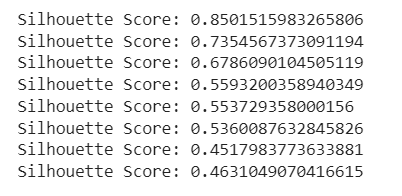 Silhouette Score: 0.8501515983265806
Silhouette Score: 0.7354567373091194
Silhouette Score: 0.6786090104505119
Silhouette Score: 0.5593200358940349
Silhouette Score: 0.553729358000156
Silhouette Score: 0.5360087632845826
Silhouette Score: 0.4517983773633881
Silhouette Score: 0.4631049070416615